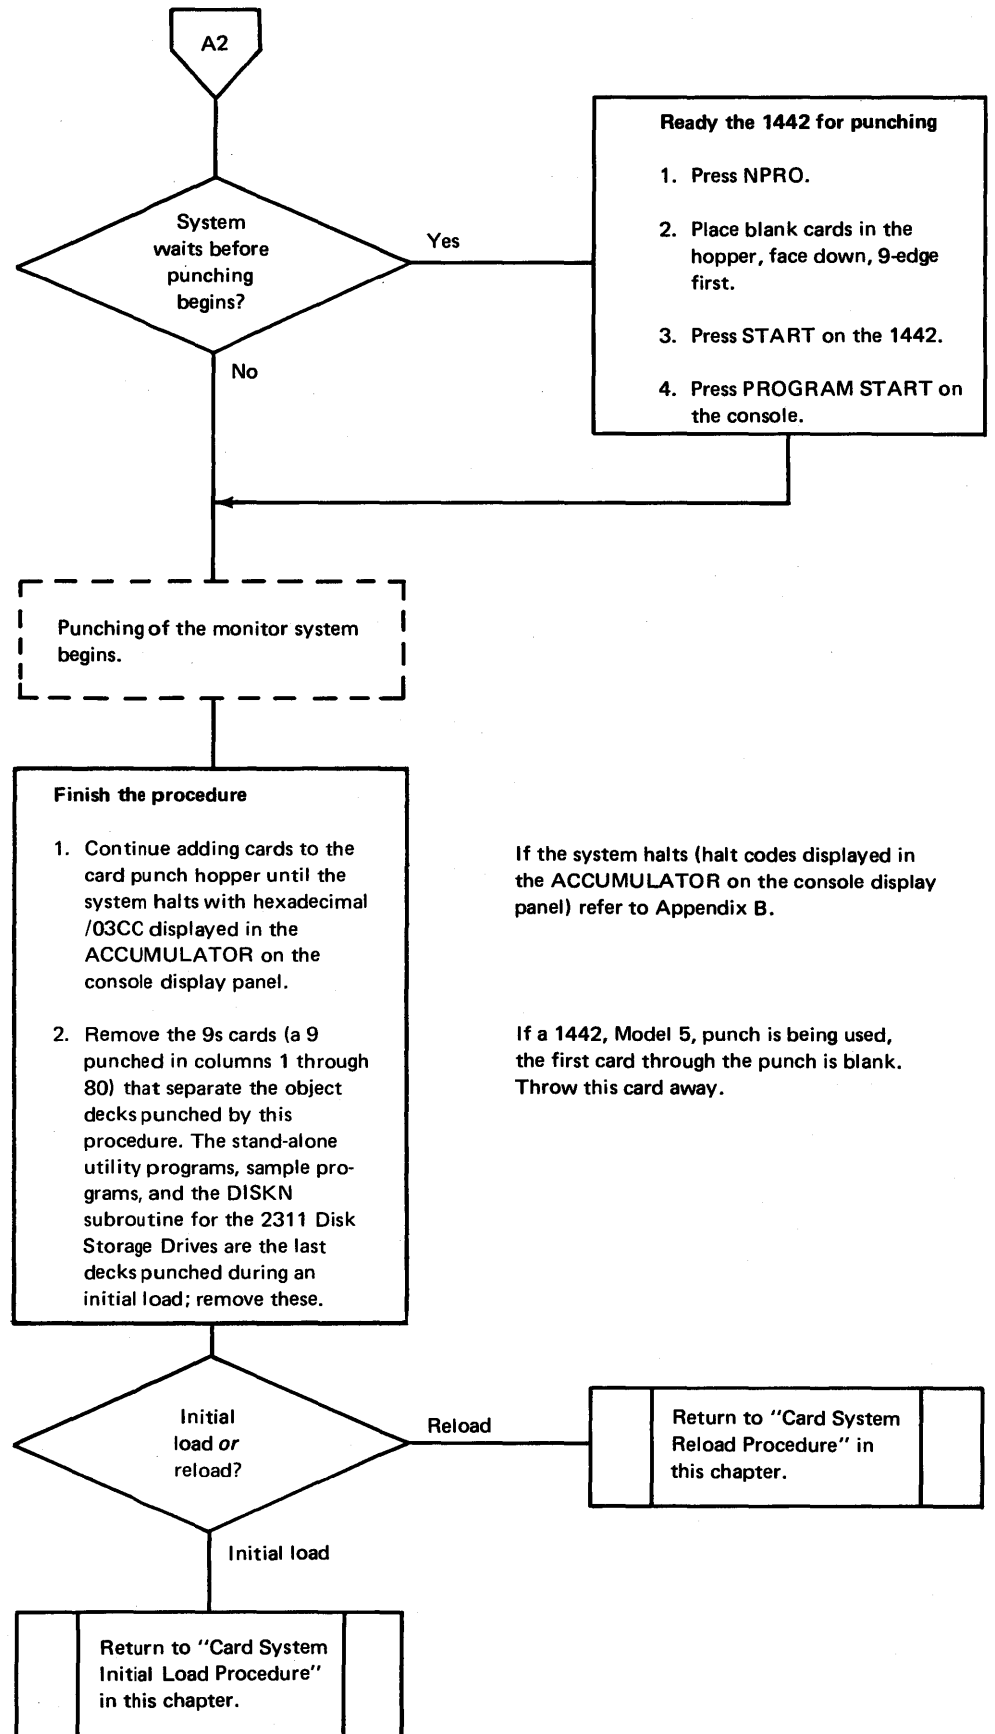 A2
System
waits before
punching
begins?
Yes
No
Ready the 1442 for punching
1. Press NPRO.
2. Place blank cards in the
hopper, face down, 9-edge
first.
3. Press START on the 1442.
4. Press PROGRAM START on
the console.
Punching of the monitor system
begins.
Finish the procedure
1. Continue adding cards to the
card punch hopper until the
system halts with hexadecimal
/03CC displayed in the
ACCUMULATOR on the
console display panel.
If the system halts (halt codes displayed in
the ACCUMULATOR on the console display
panel) refer to Appendix B.
2. Remove the 9s cards (a 9
punched in columns 1 through
80) that separate the object
decks punched by this
procedure. The stand-alone
utility programs, sample pro-
grams, and the DISKN
subroutine for the 2311 Disk
Storage Drives are the last
decks punched during an
initial load; remove these.
If a 1442, Model 5, punch is being used,
the first card through the punch is blank.
Throw this card away.
Initial
load or
reload?
Reload
Return to "Card System
Reload Procedure" in
this chapter.
Initial load
Return to "Card System
Initial Load Procedure"
in this chapter.